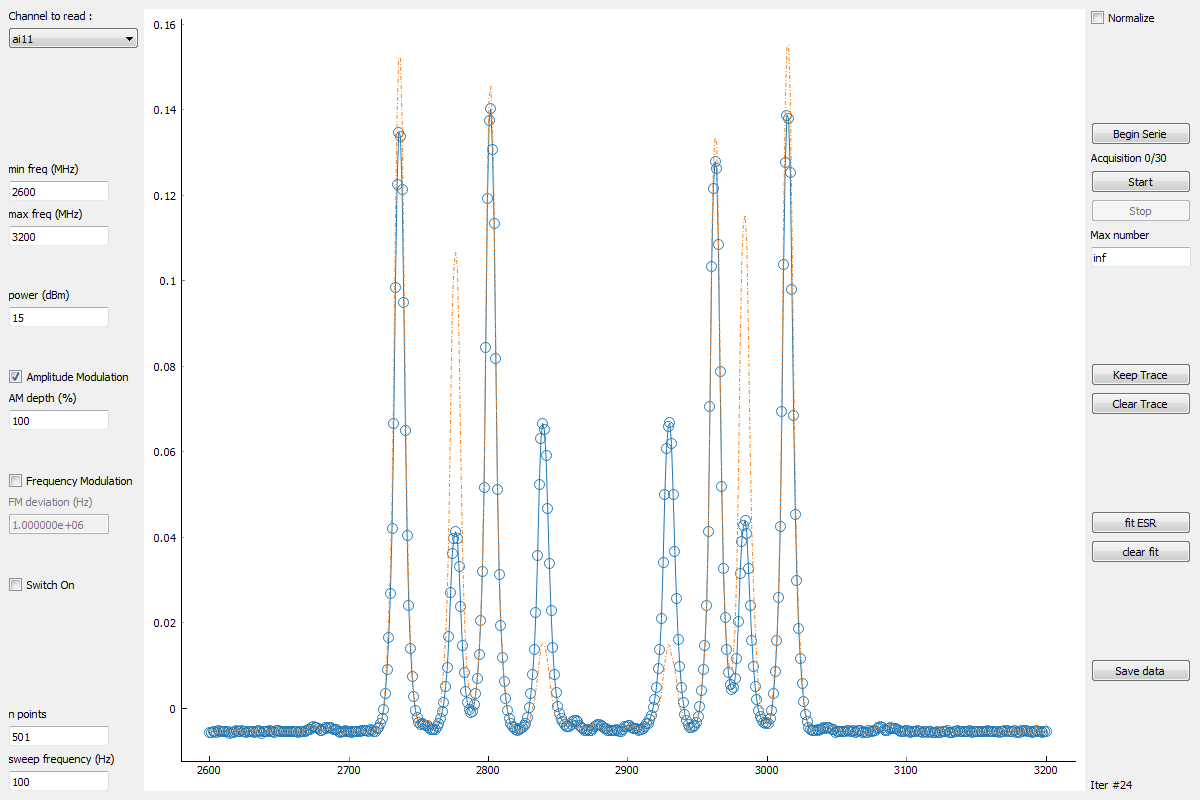 Channel to read :
ai11
min freq (MHz)
2600
max freq (MHz)
3200
power (dBm)
15
Amplitude Modulation
AM depth (%)
100
Frequency Modulation
FM deviation (Hz)
1.000000e+06
Switch On
n points
501
sweep frequency (Hz)
100
0.16
0.14
0.12
0.1
0.08
0.06
0.04
0.02
0
2600 2700 2800 2900 3000 3100 3200
Normalize
Begin Serie
Acquisition 0/30
Start
Stop
Max number
inf
Keep Trace
Clear Trace
fit ESR
clear fit
Save data
Iter #24